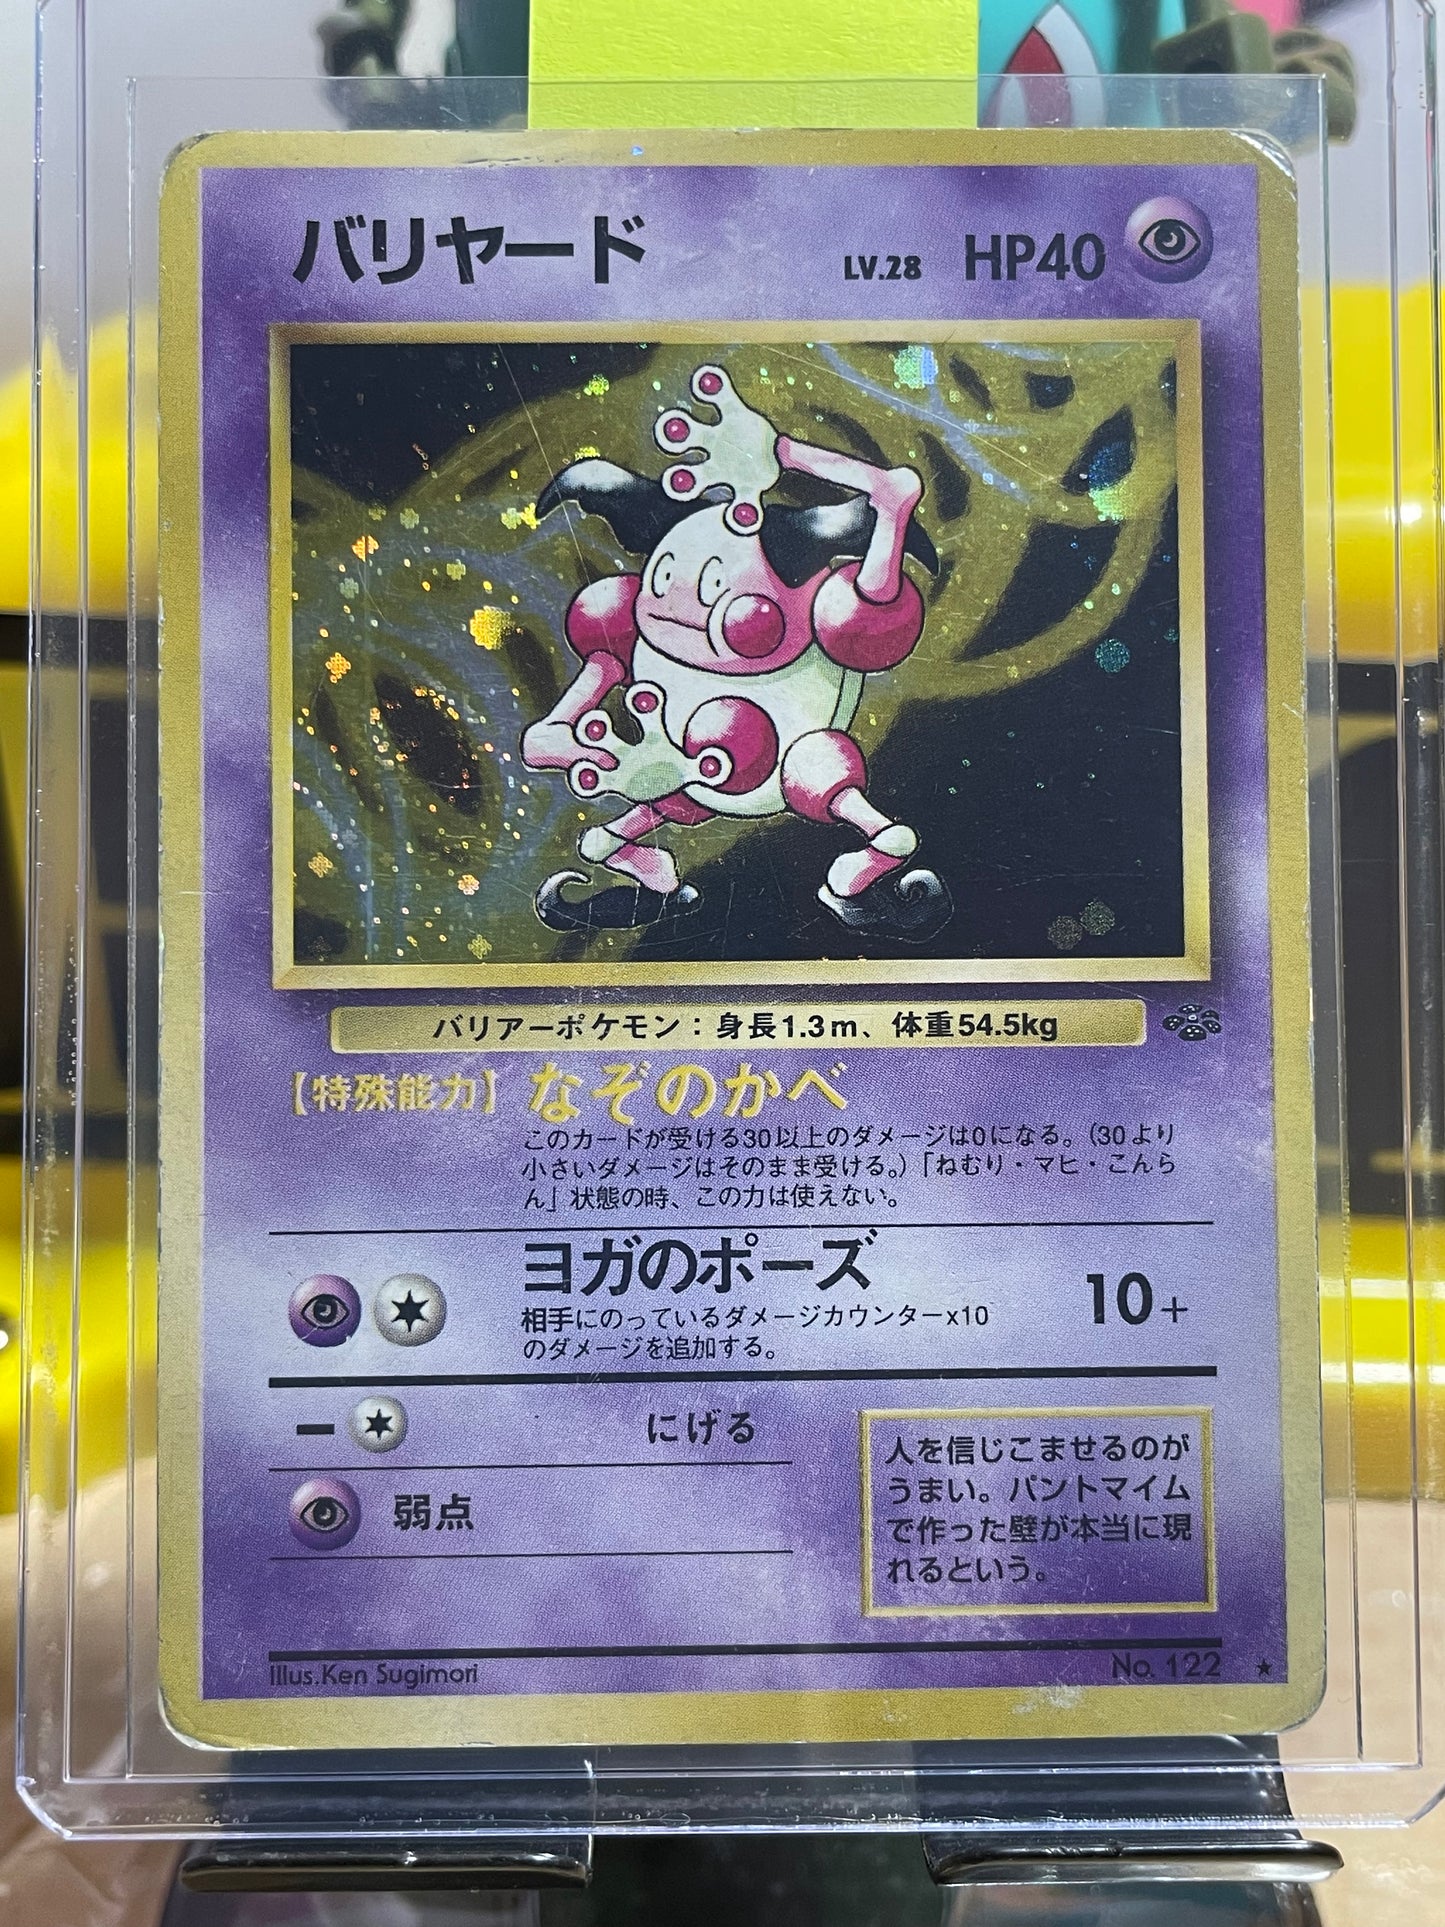 バリヤード LV.28 HP40
バリアーポケモン：身長1.3m、体重54.5kg
【特殊能力】なぞのかべ
このカードが受ける30以上のダメージは0になる。（30より
小さいダメージはそのまま受ける。）「ねむり・マヒ・こんら
ん」状態の時、この力は使えない。
ヨガのポーズ 10+
相手にのっているダメージカウンター×10
のダメージを追加する。
ー にげる
弱点
人を信じこませるのが
うまい。パントマイム
で作った壁が本当に現
れるという。
Illus.Ken Sugimori No. 122 ★